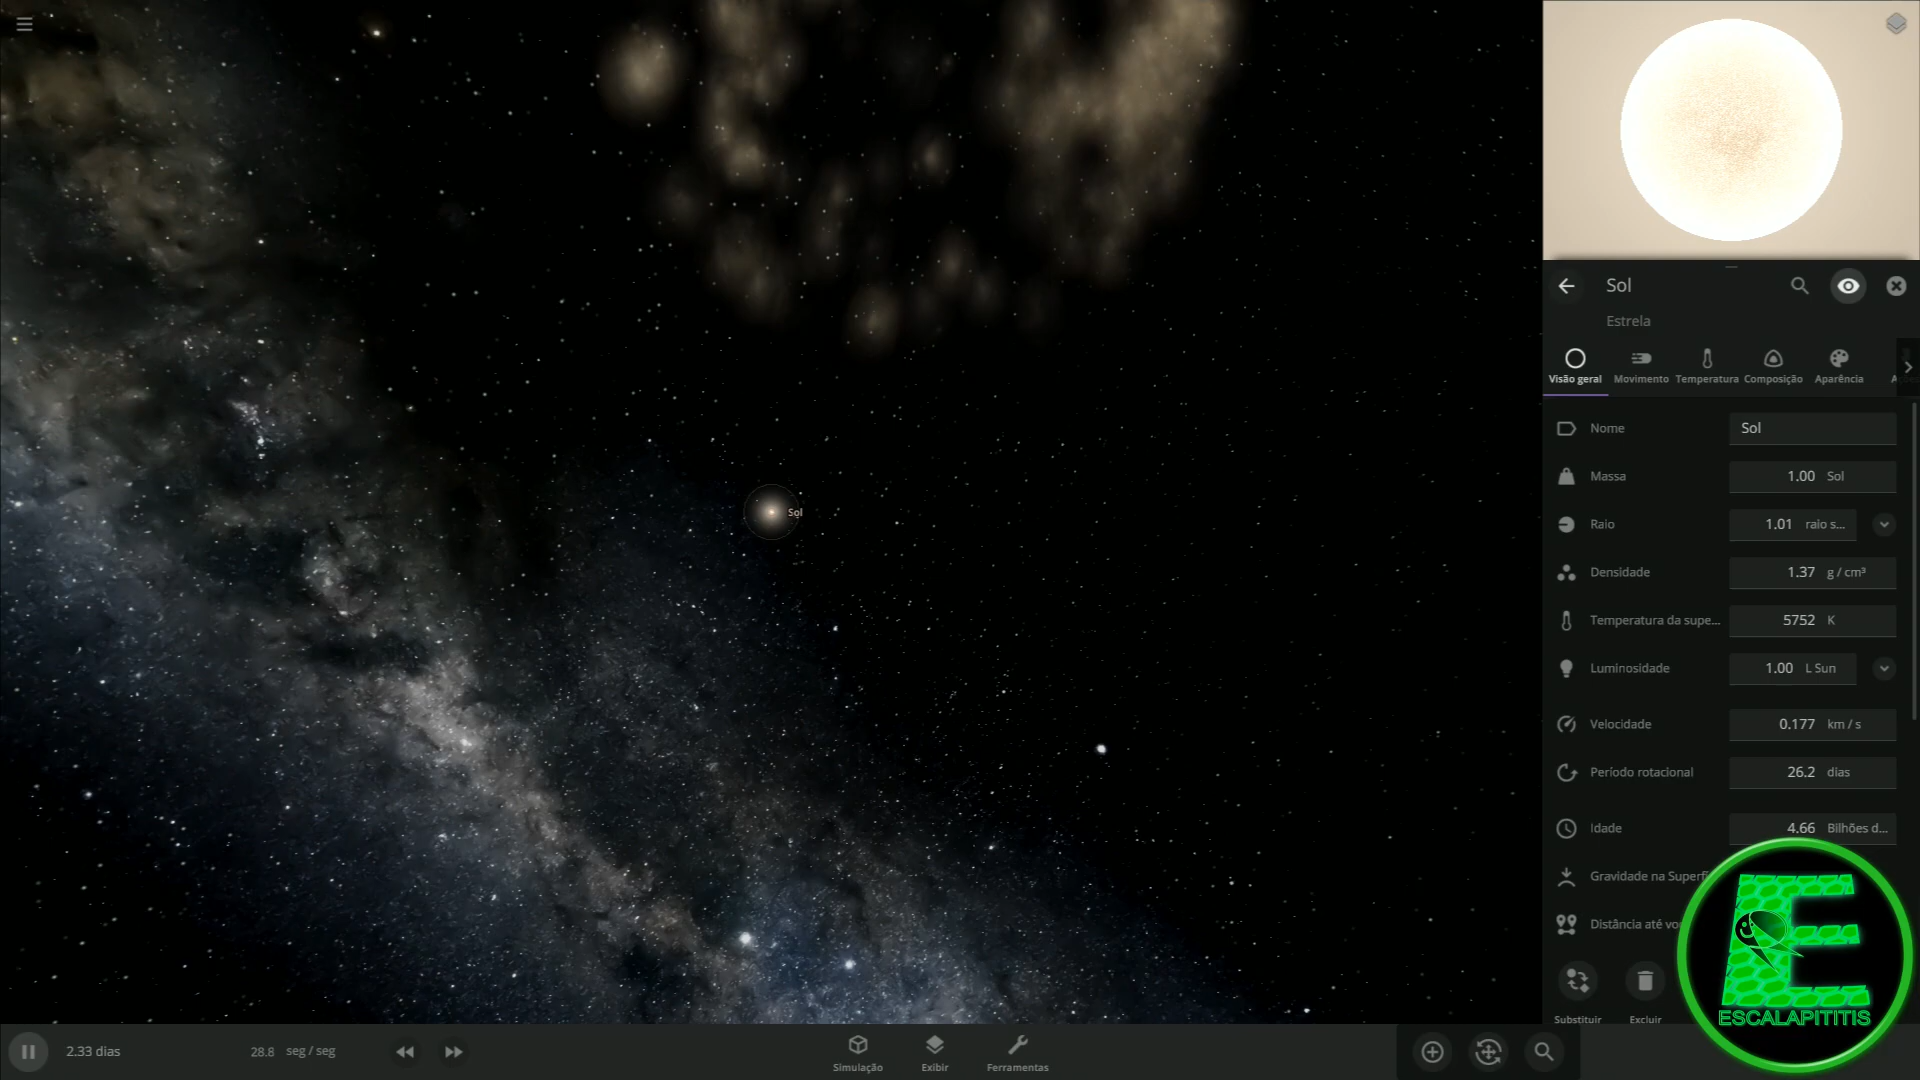 Sol
Sol
Estrela
Visão geral
Movimento
Temperatura
Composição
Aparência
Nome
Sol
Massa
1.00 Sol
Raio
1.01 raio s...
Densidade
1.37 g / cm³
Temperatura da supe...
5752 K
Luminosidade
1.00 L Sun
Velocidade
0.177 km / s
Período rotacional
26.2 dias
Idade
4.66 Bilhões d...
Gravidade na Superfi
Distância até vo
Substituir
Excluir
ESCALAPITITIS
2.33 dias
28.8 seg / seg
Simulação
Exibir
Ferramentas